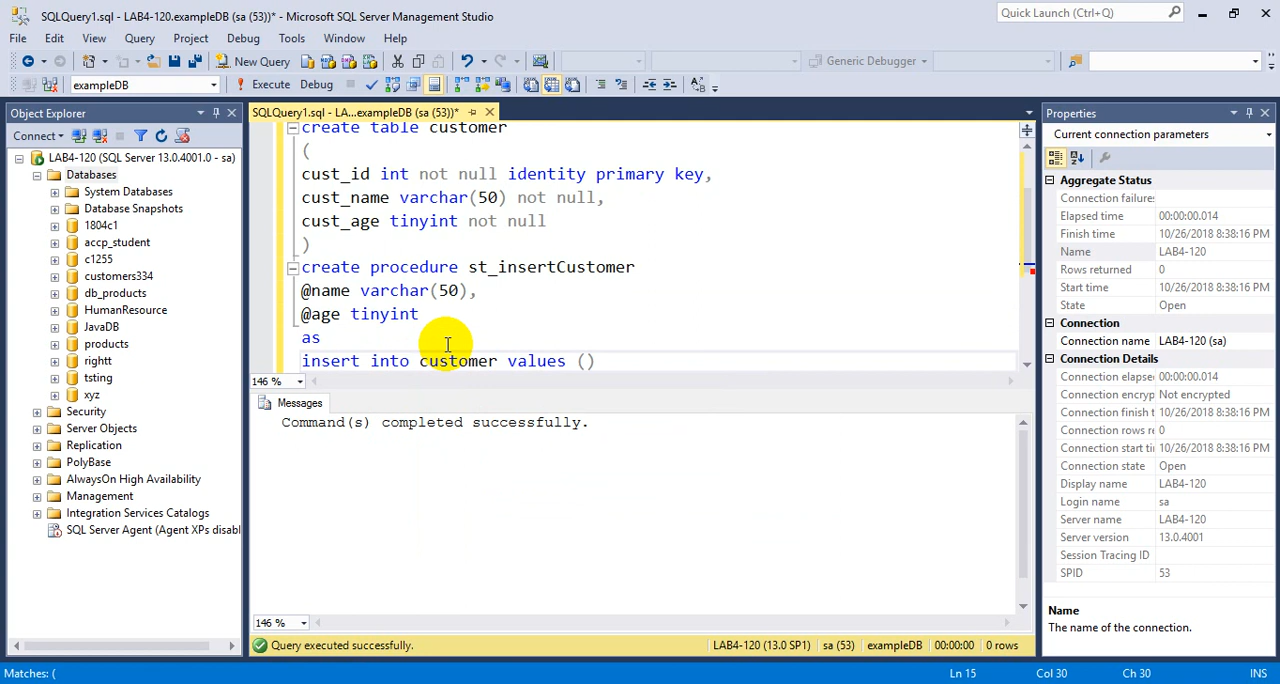 SQLQuery1.sql - LAB4-120.exampleDB (sa (53))* - Microsoft SQL Server Management Studio
Quick Launch (Ctrl+Q)
File Edit View Query Project Debug Tools Window Help
New Query
Generic Debugger
exampleDB
Execute Debug
Object Explorer
SQLQuery1.sql - LA...exampleDB (sa (53))*
Properties
Connect
Current connection parameters
LAB4-120 (SQL Server 13.0.4001.0 - sa)
Databases
System Databases
Database Snapshots
1804c1
accp_student
c1255
customers334
db_products
HumanResource
JavaDB
products
rightt
tsting
xyz
Security
Server Objects
Replication
PolyBase
AlwaysOn High Availability
Management
Integration Services Catalogs
SQL Server Agent (Agent XPs disabl
create table customer
(
cust_id int not null identity primary key,
cust_name varchar(50) not null,
cust_age tinyint not null
)
create procedure st_insertCustomer
@name varchar(50),
@age tinyint
as
insert into customer values ()
146 %
Messages
Command(s) completed successfully.
146 %
Query executed successfully.
LAB4-120 (13.0 SP1) sa (53) exampleDB 00:00:00 0 rows
Aggregate Status
Connection failures
Elapsed time 00:00:00.014
Finish time 10/26/2018 8:38:16 PM
Name LAB4-120
Rows returned 0
Start time 10/26/2018 8:38:16 PM
State Open
Connection
Connection name LAB4-120 (sa)
Connection Details
Connection elapse 00:00:00.014
Connection encryp Not encrypted
Connection finish t 10/26/2018 8:38:16 PM
Connection rows re 0
Connection start tim 10/26/2018 8:38:16 PM
Connection state Open
Display name LAB4-120
Login name sa
Server name LAB4-120
Server version 13.0.4001
Session Tracing ID
SPID 53
Name
The name of the connection.
Matches: (
Ln 15 Col 30 Ch 30 INS